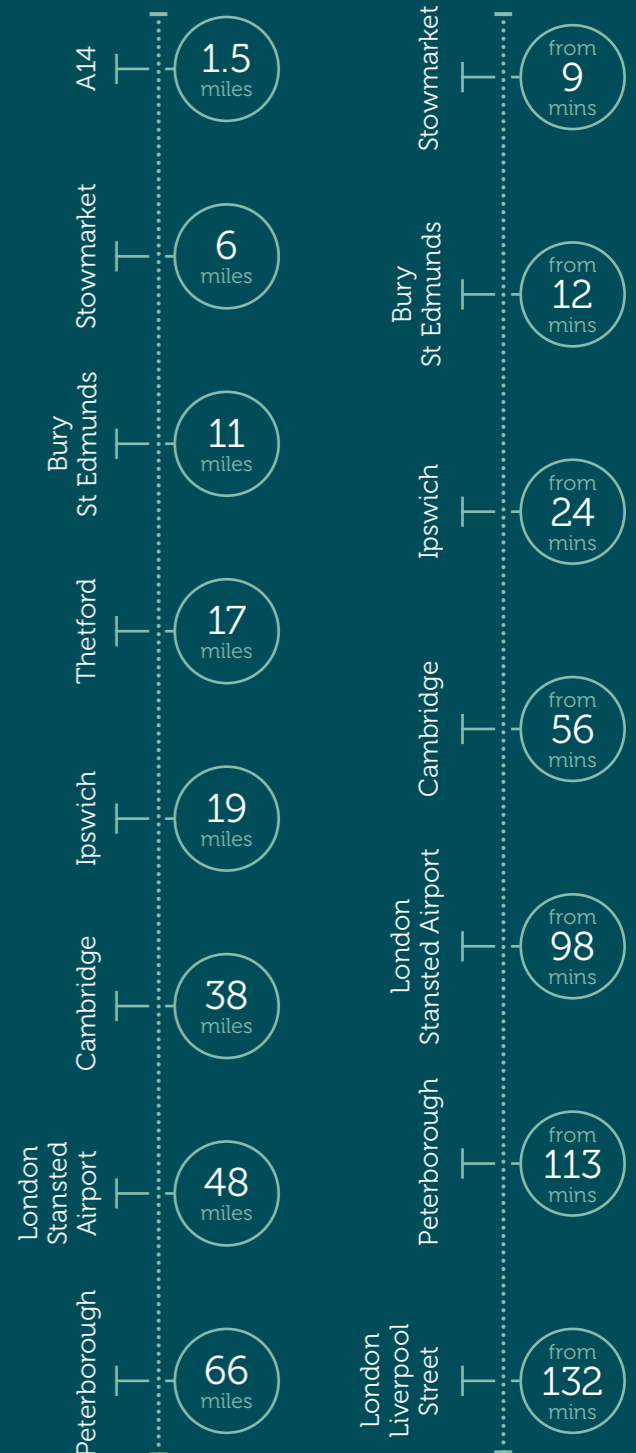 A14
1.5
miles
Stowmarket
6
miles
Bury
St Edmunds
11
miles
Thetford
17
miles
Ipswich
19
miles
Cambridge
38
miles
London
Stansted
Airport
48
miles
Peterborough
66
miles
Stowmarket
from
9
mins
Bury
St Edmunds
from
12
mins
Ipswich
from
24
mins
Cambridge
from
56
mins
London
Stansted Airport
from
98
mins
Peterborough
from
113
mins
London
Liverpool
Street
from
132
mins